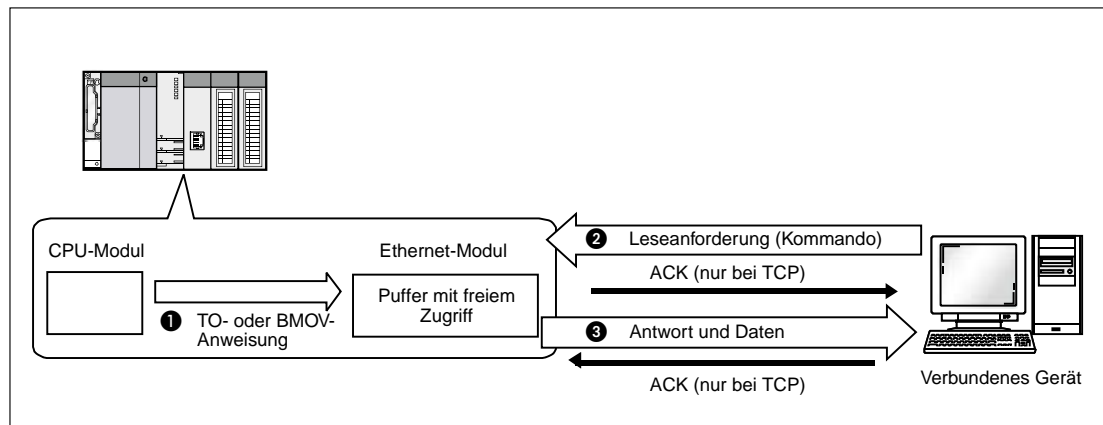 CPU-Modul
Ethernet-Modul
Puffer mit freiem
Zugriff
❶ TO- oder BMOV-
Anweisung
❷ Leseanforderung (Kommando)
ACK (nur bei TCP)
❸ Antwort und Daten
ACK (nur bei TCP)
Verbundenes Gerät